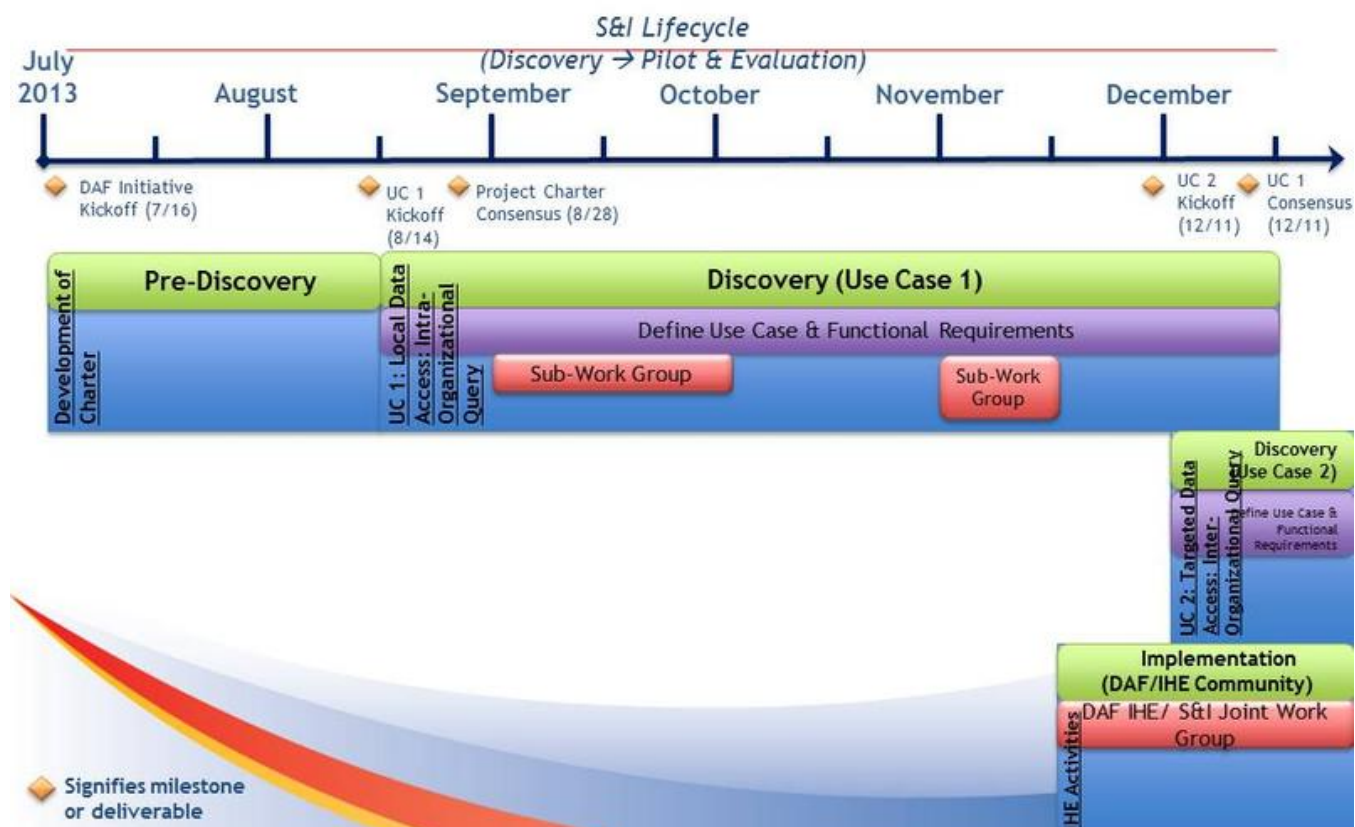 S&I Lifecycle
(Discovery → Pilot & Evaluation)
July
2013
August
September
October
November
December
DAF Initiative
Kickoff (7/16)
UC 1
Kickoff
(8/14)
Project Charter
Consensus (8/28)
UC 2
Kickoff
(12/11)
UC 1
Consensus
(12/11)
Development of
Charter
Pre-Discovery
UC 1: Local Data
Access: Intra-
Organizational
Query
Discovery (Use Case 1)
Define Use Case & Functional Requirements
Sub-Work Group
Sub-Work
Group
UC 2: Targeted Data
Access: Inter-
Organizational Query
Discovery
(Use Case 2)
efine Use Case &
Functional
Requirements
Implementation
(DAF/IHE Community)
DAF IHE/ S&I Joint Work
Group
HE Activities
Signifies milestone
or deliverable